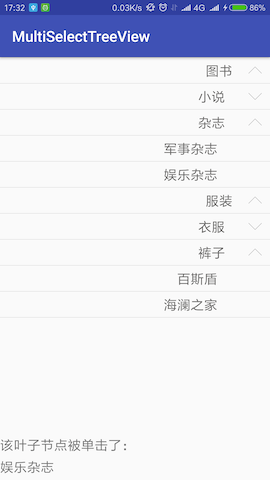 17:32 0.03K/s 4G 86%
MultiSelectTreeView
图书
小说
杂志
军事杂志
娱乐杂志
服装
衣服
裤子
百斯盾
海澜之家
该叶子节点被单击了:
娱乐杂志